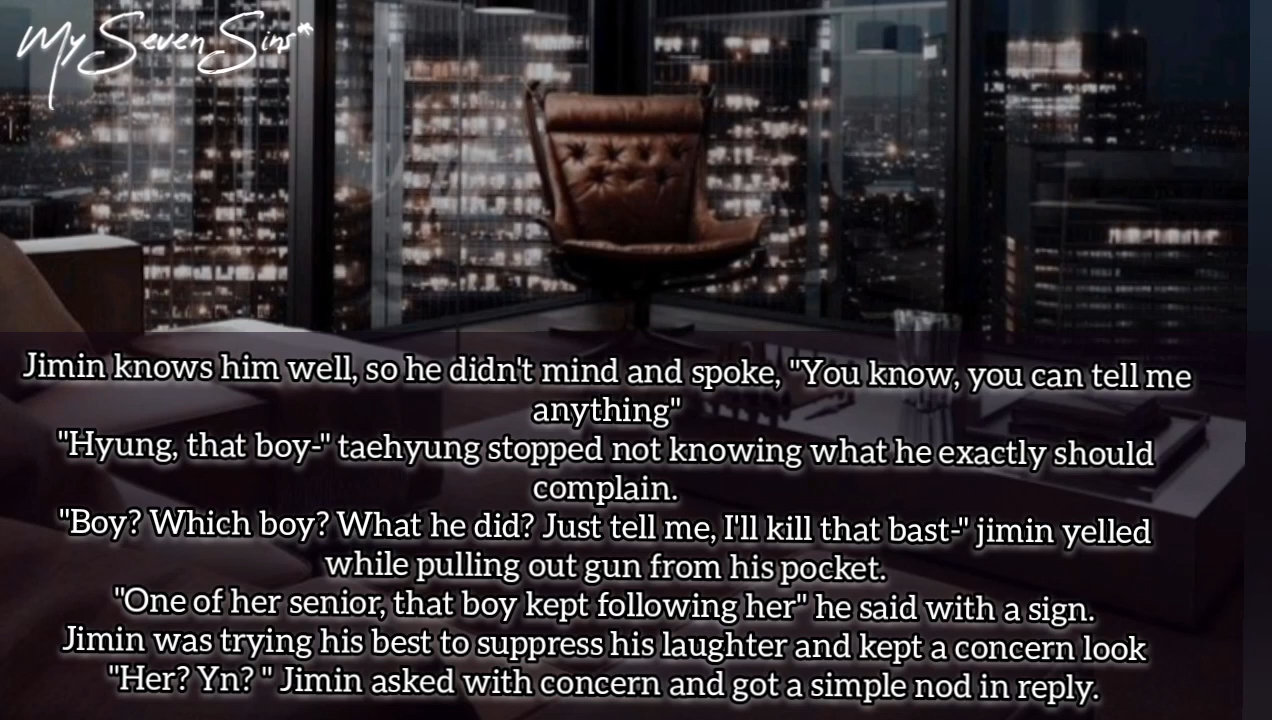 My Seven Sins*
Jimin knows him well, so he didn't mind and spoke, "You know, you can tell me
anything"
"Hyung, that boy-" taehyung stopped not knowing what he exactly should
complain.
"Boy? Which boy? What he did? Just tell me, I'll kill that bast-" jimin yelled
while pulling out gun from his pocket.
"One of her senior, that boy kept following her" he said with a sign.
Jimin was trying his best to suppress his laughter and kept a concern look
"Her? Yn? " Jimin asked with concern and got a simple nod in reply.